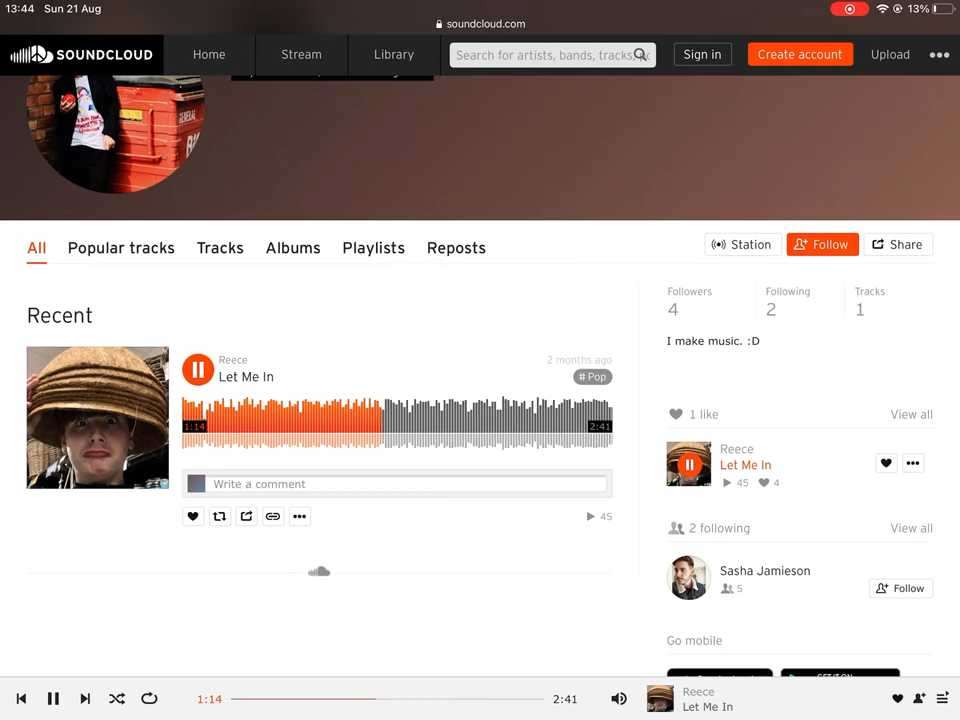 13:44 Sun 21 Aug
13%
soundcloud.com
SOUNDCLOUD
Home
Stream
Library
Search for artists, bands, tracks,
Sign in
Create account
Upload
All
Popular tracks
Tracks
Albums
Playlists
Reposts
Station
Follow
Share
Followers
4
Following
2
Tracks
1
I make music. :D
Recent
Reece
2 months ago
Let Me In
# Pop
1:14
2:41
Write a comment
45
1 like
View all
Reece
Let Me In
45
4
2 following
View all
Sasha Jamieson
5
Follow
Go mobile
1:14
2:41
Reece
Let Me In